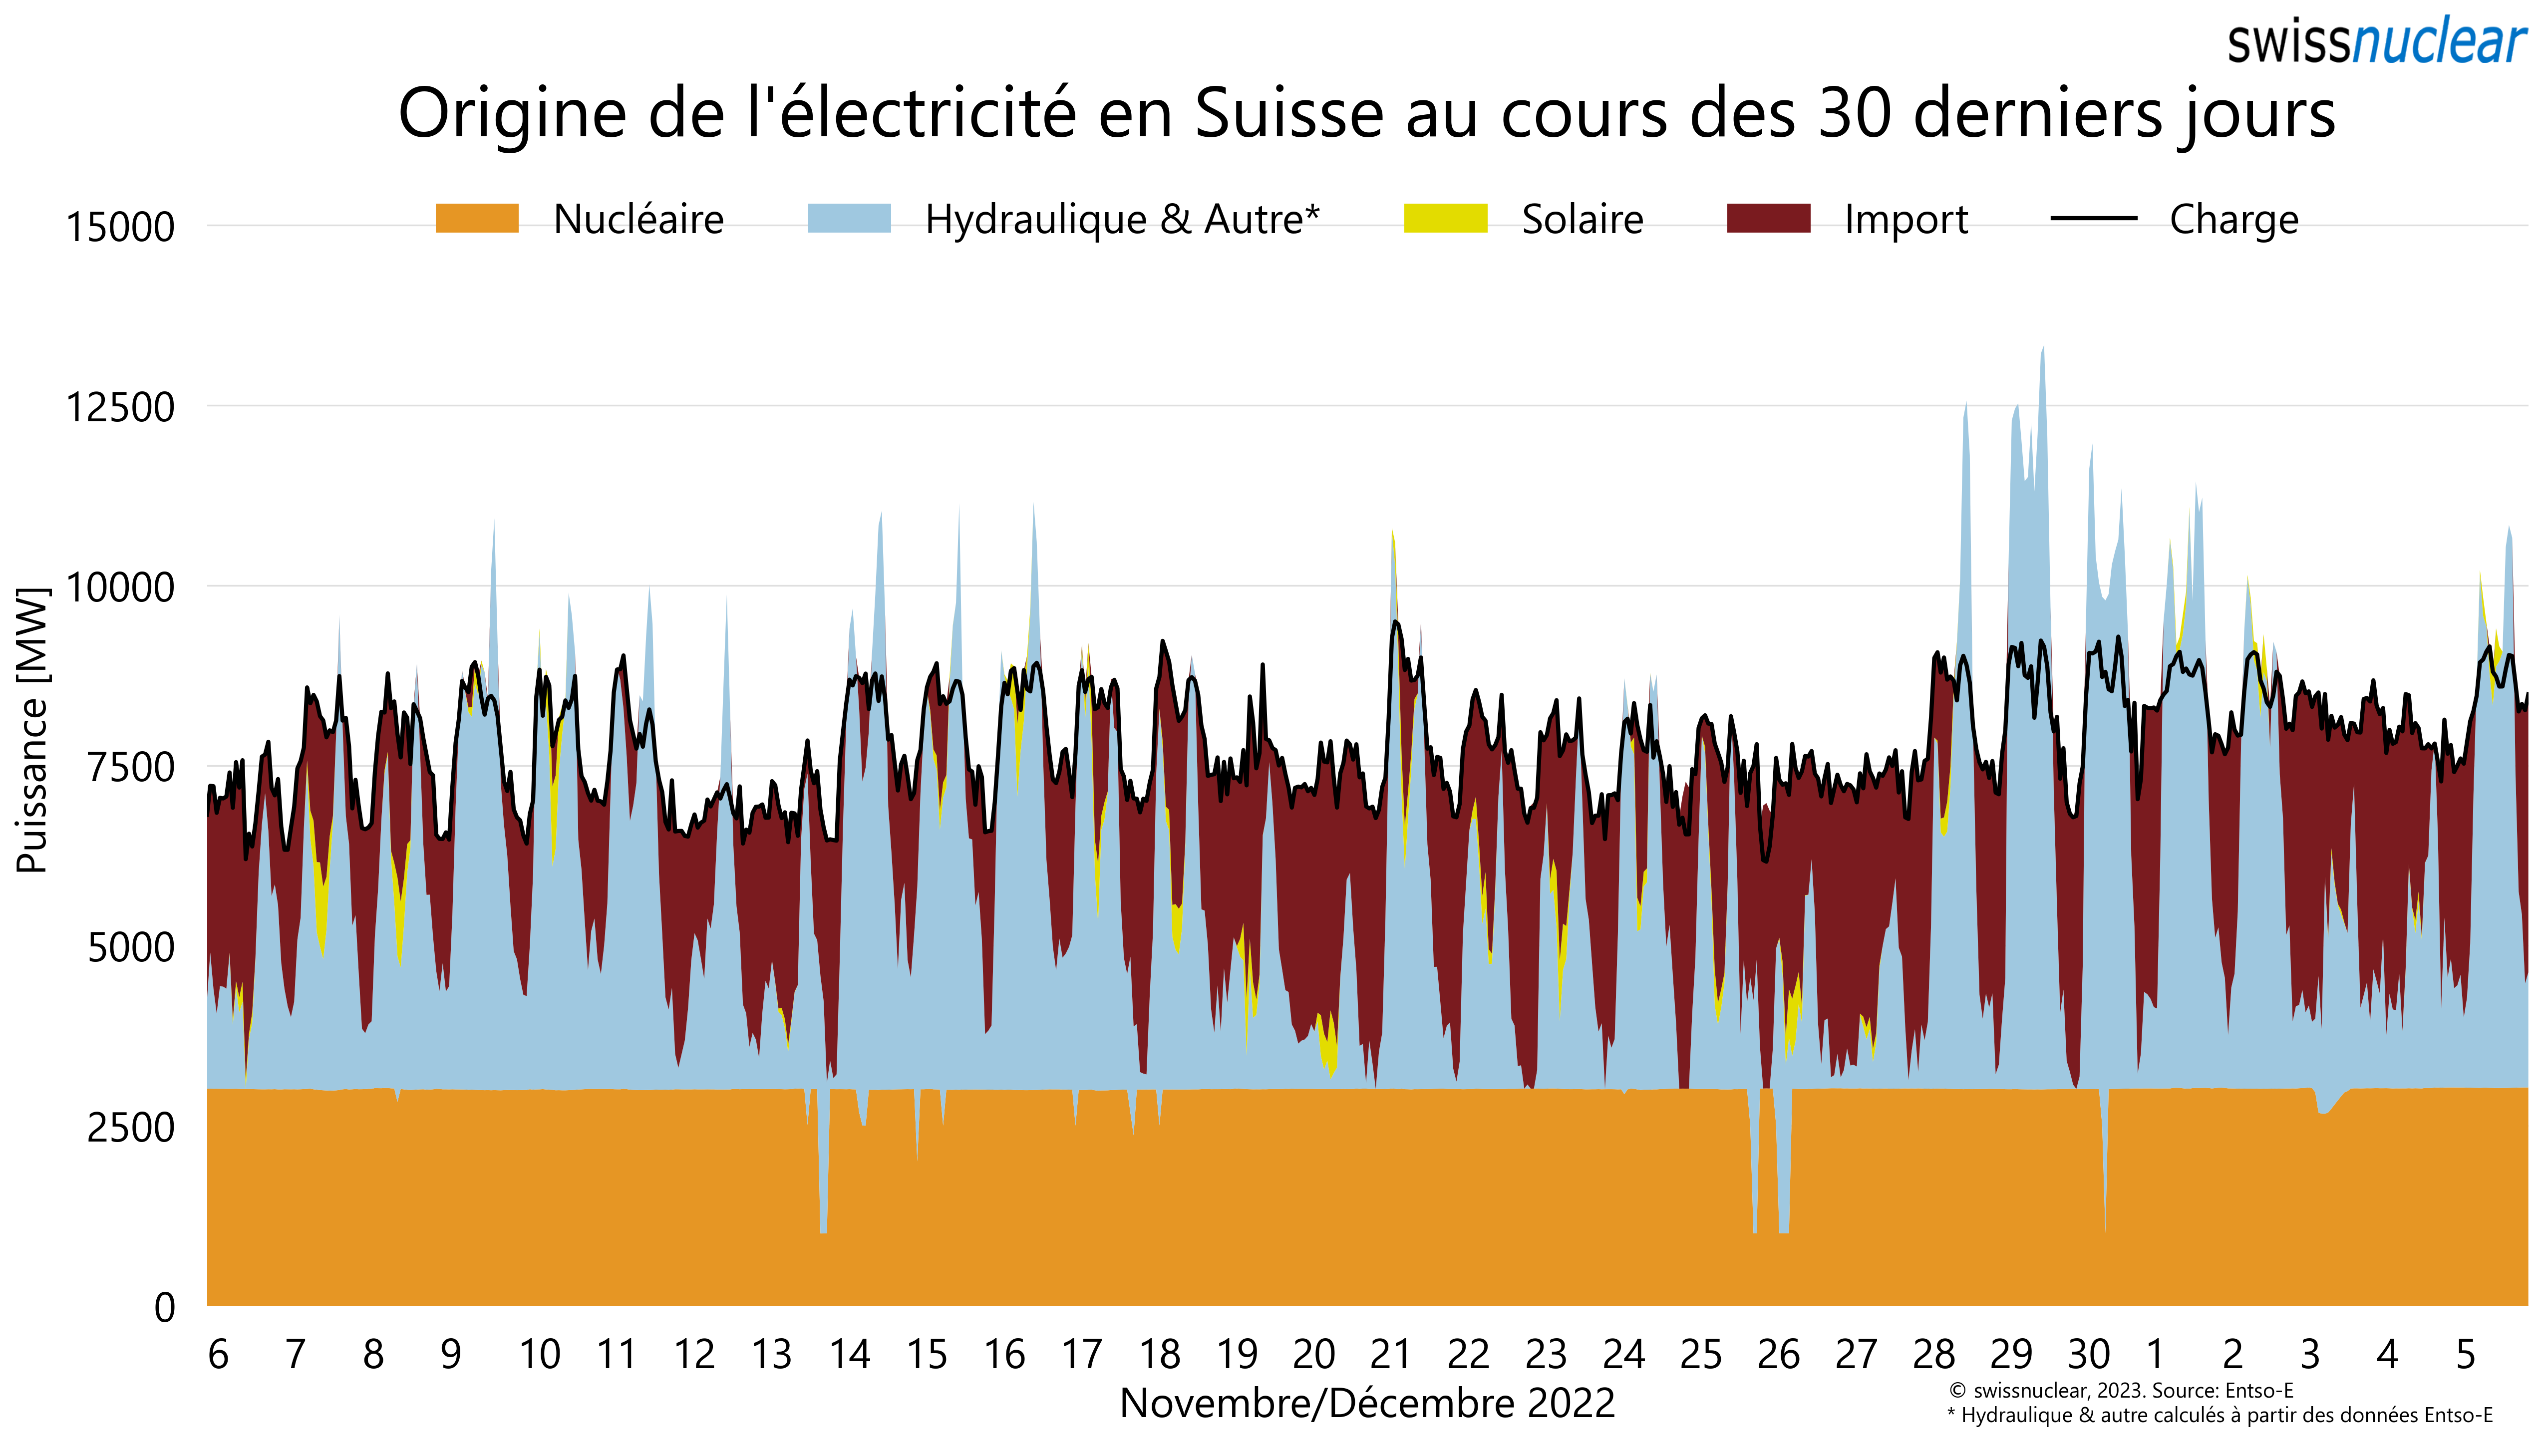 swissnuclear
Origine de l'électricité en Suisse au cours des 30 derniers jours
Nucléaire Hydraulique & Autre* Solaire Import Charge
15000
12500
10000
7500
5000
2500
0
Puissance [MW]
6 7 8 9 10 11 12 13 14 15 16 17 18 19 20 21 22 23 24 25 26 27 28 29 30 1 2 3 4 5
Novembre/Décembre 2022
© swissnuclear, 2023. Source: Entso-E
* Hydraulique & autre calculés à partir des données Entso-E